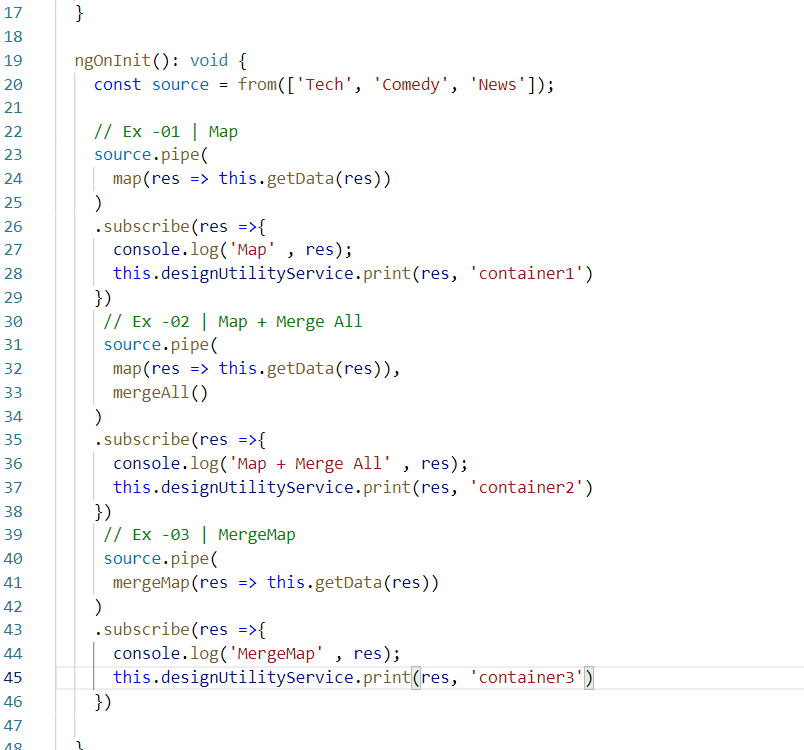 17 }
18
19 ngOnInit(): void {
20 const source = from(['Tech', 'Comedy', 'News']);
21
22 // Ex -01 | Map
23 source.pipe(
24 map(res => this.getData(res))
25 )
26 .subscribe(res =>{
27 console.log('Map' , res);
28 this.designUtilityService.print(res, 'container1')
29 })
30 // Ex -02 | Map + Merge All
31 source.pipe(
32 map(res => this.getData(res)),
33 mergeAll()
34 )
35 .subscribe(res =>{
36 console.log('Map + Merge All' , res);
37 this.designUtilityService.print(res, 'container2')
38 })
39 // Ex -03 | MergeMap
40 source.pipe(
41 mergeMap(res => this.getData(res))
42 )
43 .subscribe(res =>{
44 console.log('MergeMap' , res);
45 this.designUtilityService.print(res, 'container3')
46 })
47
48 }